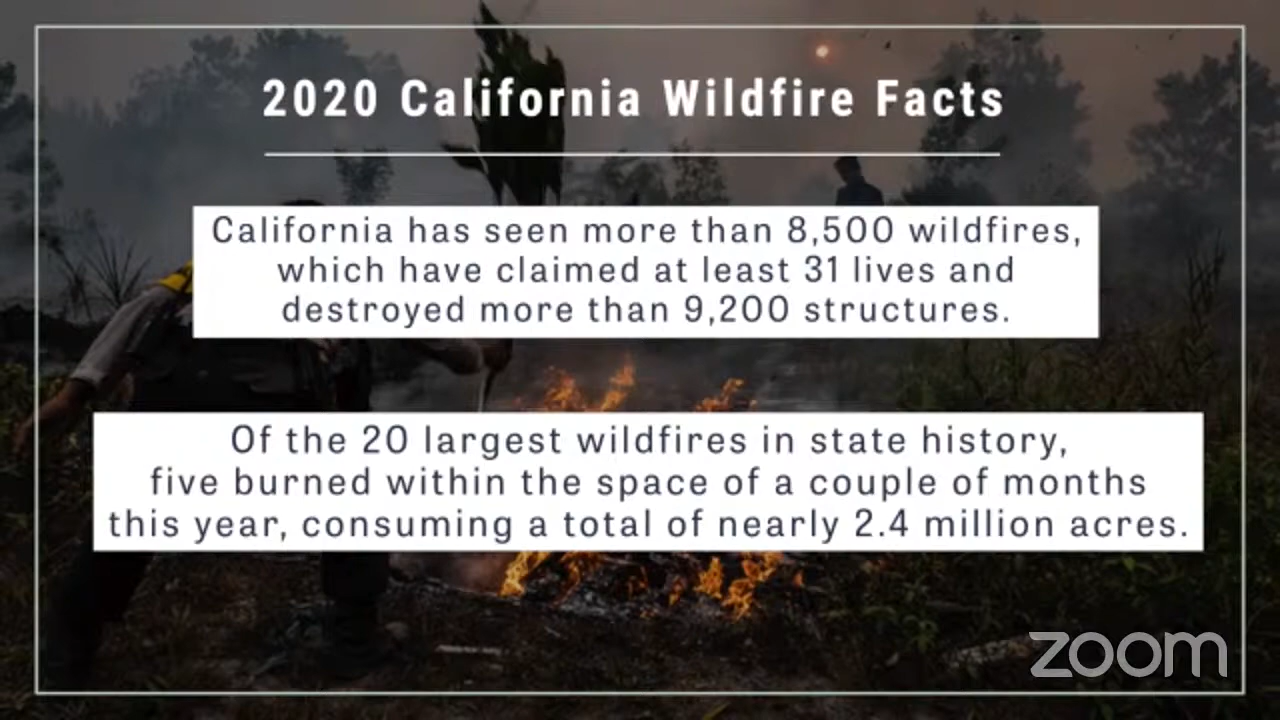 2020 California Wildfire Facts
California has seen more than 8,500 wildfires,
which have claimed at least 31 lives and
destroyed more than 9,200 structures.
Of the 20 largest wildfires in state history,
five burned within the space of a couple of months
this year, consuming a total of nearly 2.4 million acres.
zoom